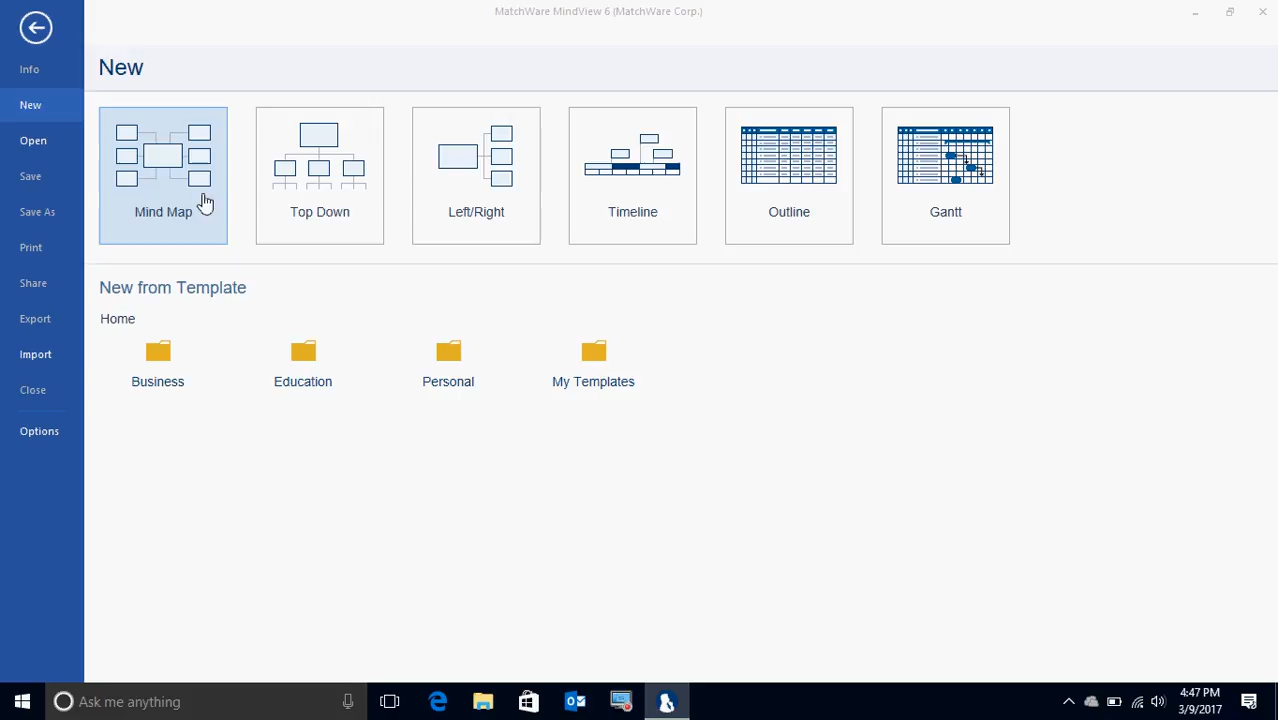 MatchWare MindView 6 (MatchWare Corp.)
Info
New
Open
Save
Save As
Print
Share
Export
Import
Close
Options
New
Mind Map
Top Down
Left/Right
Timeline
Outline
Gantt
New from Template
Home
Business
Education
Personal
My Templates
Ask me anything
4:47 PM
3/9/2017